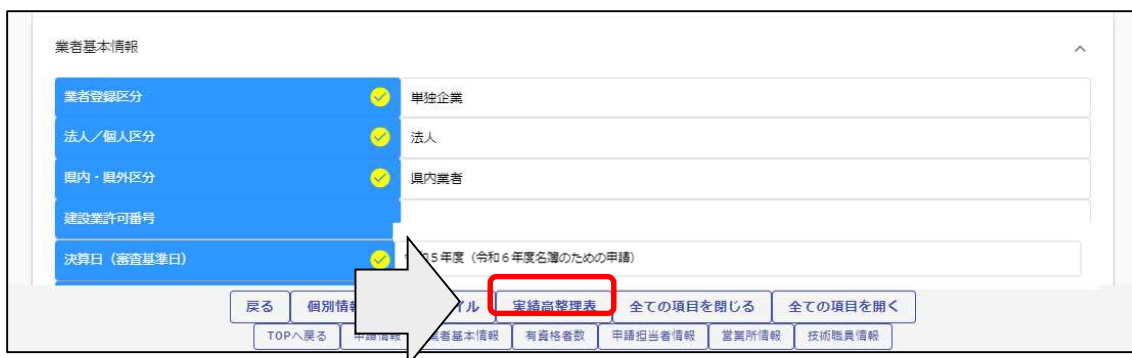 業者基本情報
業者登録区分 単独企業
法人／個人区分 法人
県内・県外区分 県内業者
建設業許可番号
決算日（審査基準日） 5年度（令和6年度名簿のための申請）
戻る 個別情 イル 実績高整理表 全ての項目を閉じる 全ての項目を開く
TOPへ戻る 申請情報 業者基本情報 有資格者数 申請担当者情報 営業所情報 技術職員情報